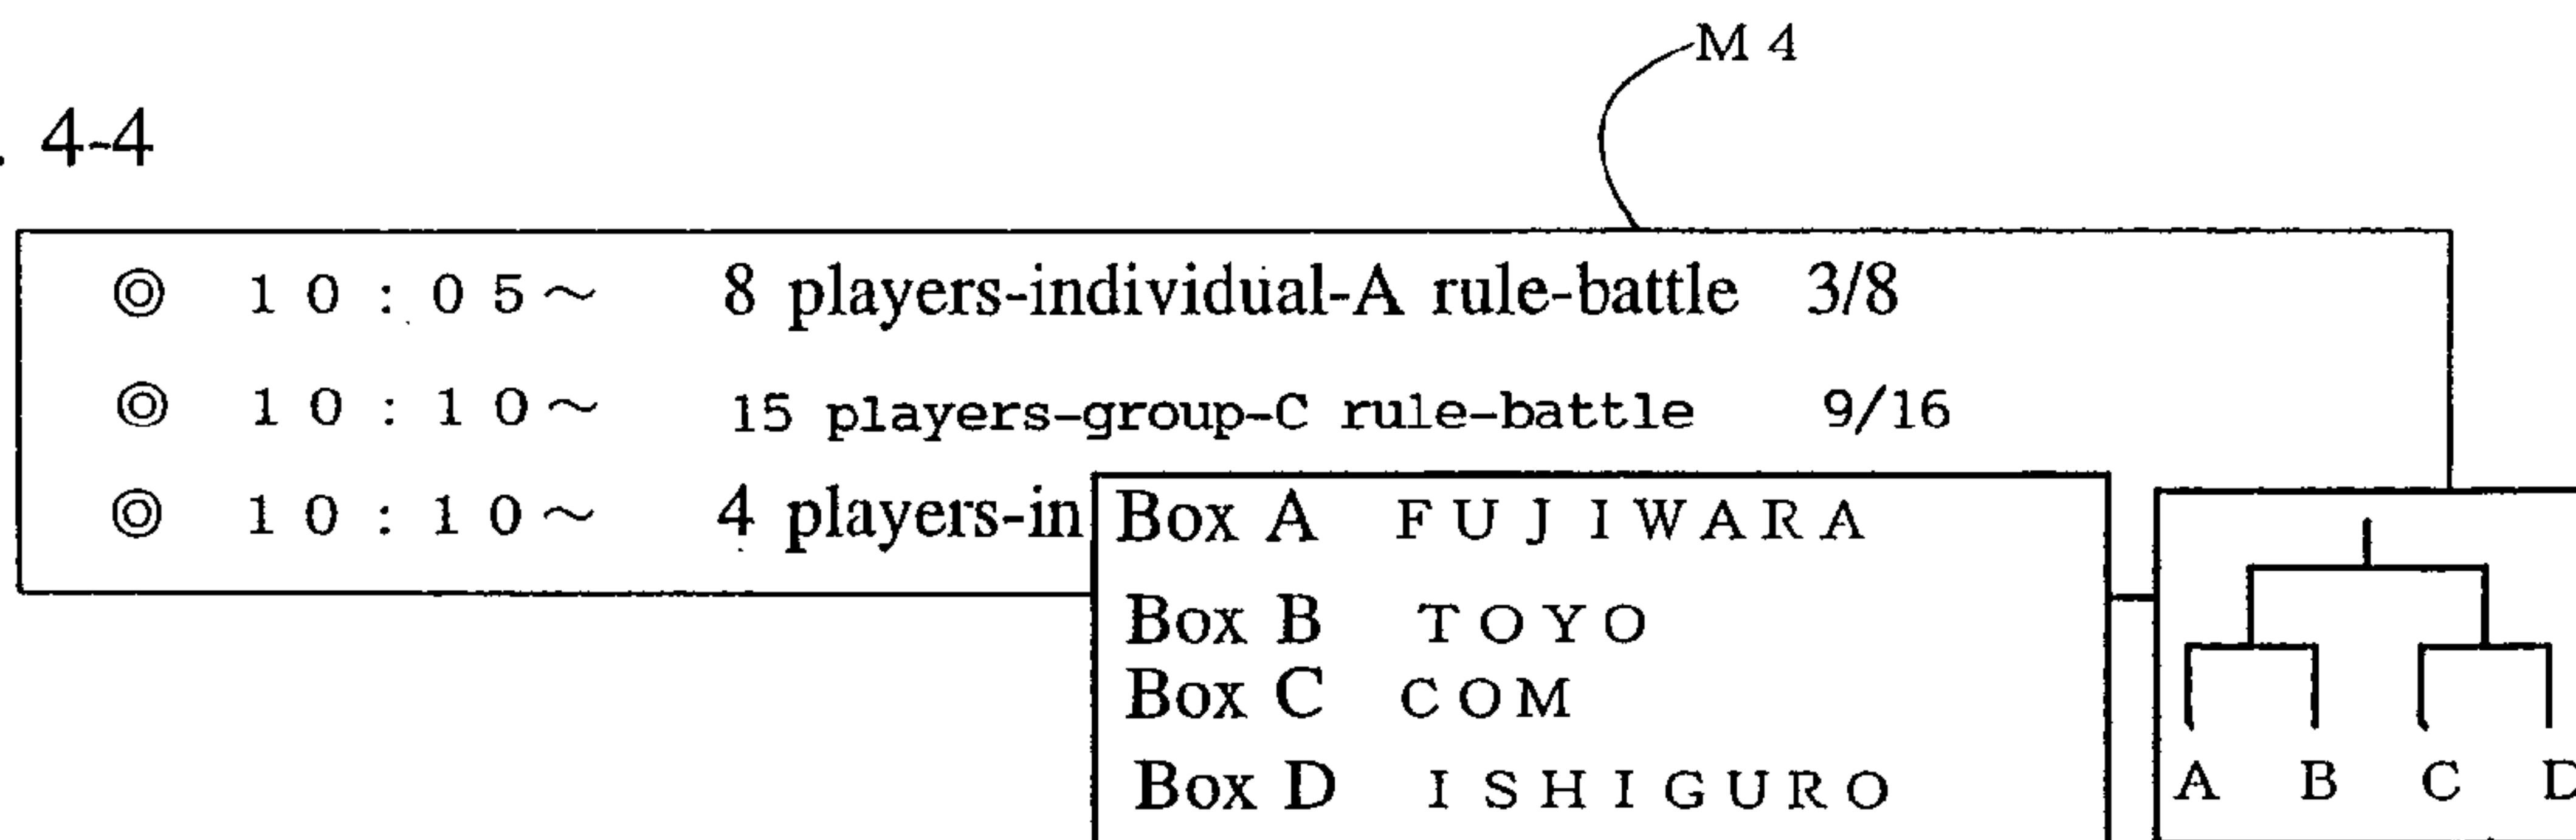 M 4
. 4-4
◎ 10:05～ 8 players-individual-A rule-battle 3/8
◎ 10:10～ 15 players-group-C rule-battle 9/16
◎ 10:10～ 4 players-in
Box A FUJIWARA
Box B TOYO
Box C COM
Box D ISHIGURO
A B C D